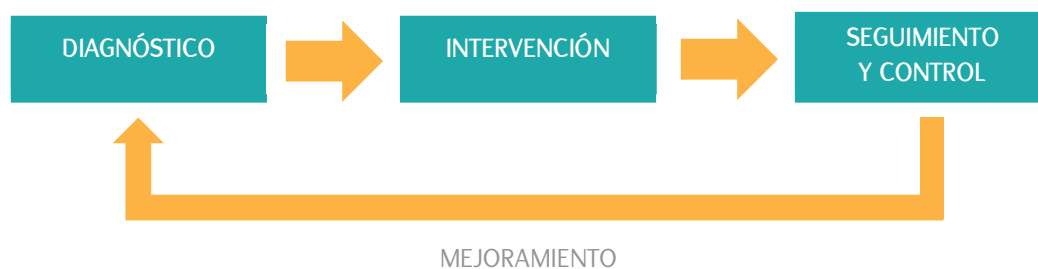 DIAGNÓSTICO
INTERVENCIÓN
SEGUIMIENTO
Y CONTROL
MEJORAMIENTO